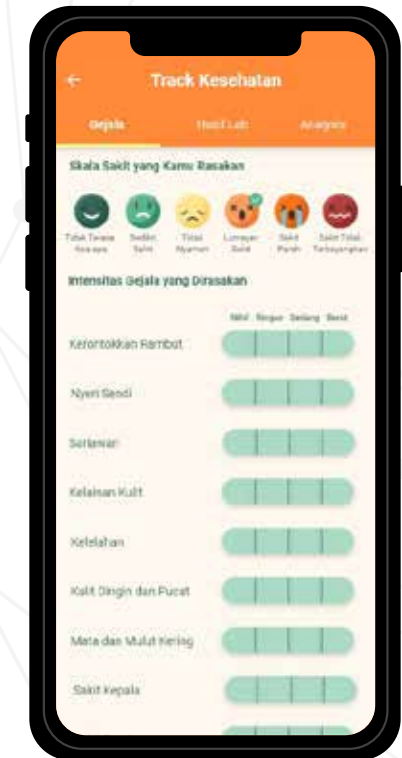 Track Kesehatan
Gejala Hasil Lab Analysis
Skala Sakit yang Kamu Rasakan
Tidak Terasa Sedikit Tidak Lumayan Sakit Sakit Tidak
Apa-apa Sakit Nyaman Sakit Parah Terbayangkan
Intensitas Gejala yang Dirasakan
Nihil Ringan Sedang Berat
Kerontokkan Rambut
Nyeri Sendi
Sariawan
Kelainan Kulit
Kelelahan
Kulit Dingin dan Pucat
Mata dan Mulut Kering
Sakit Kepala